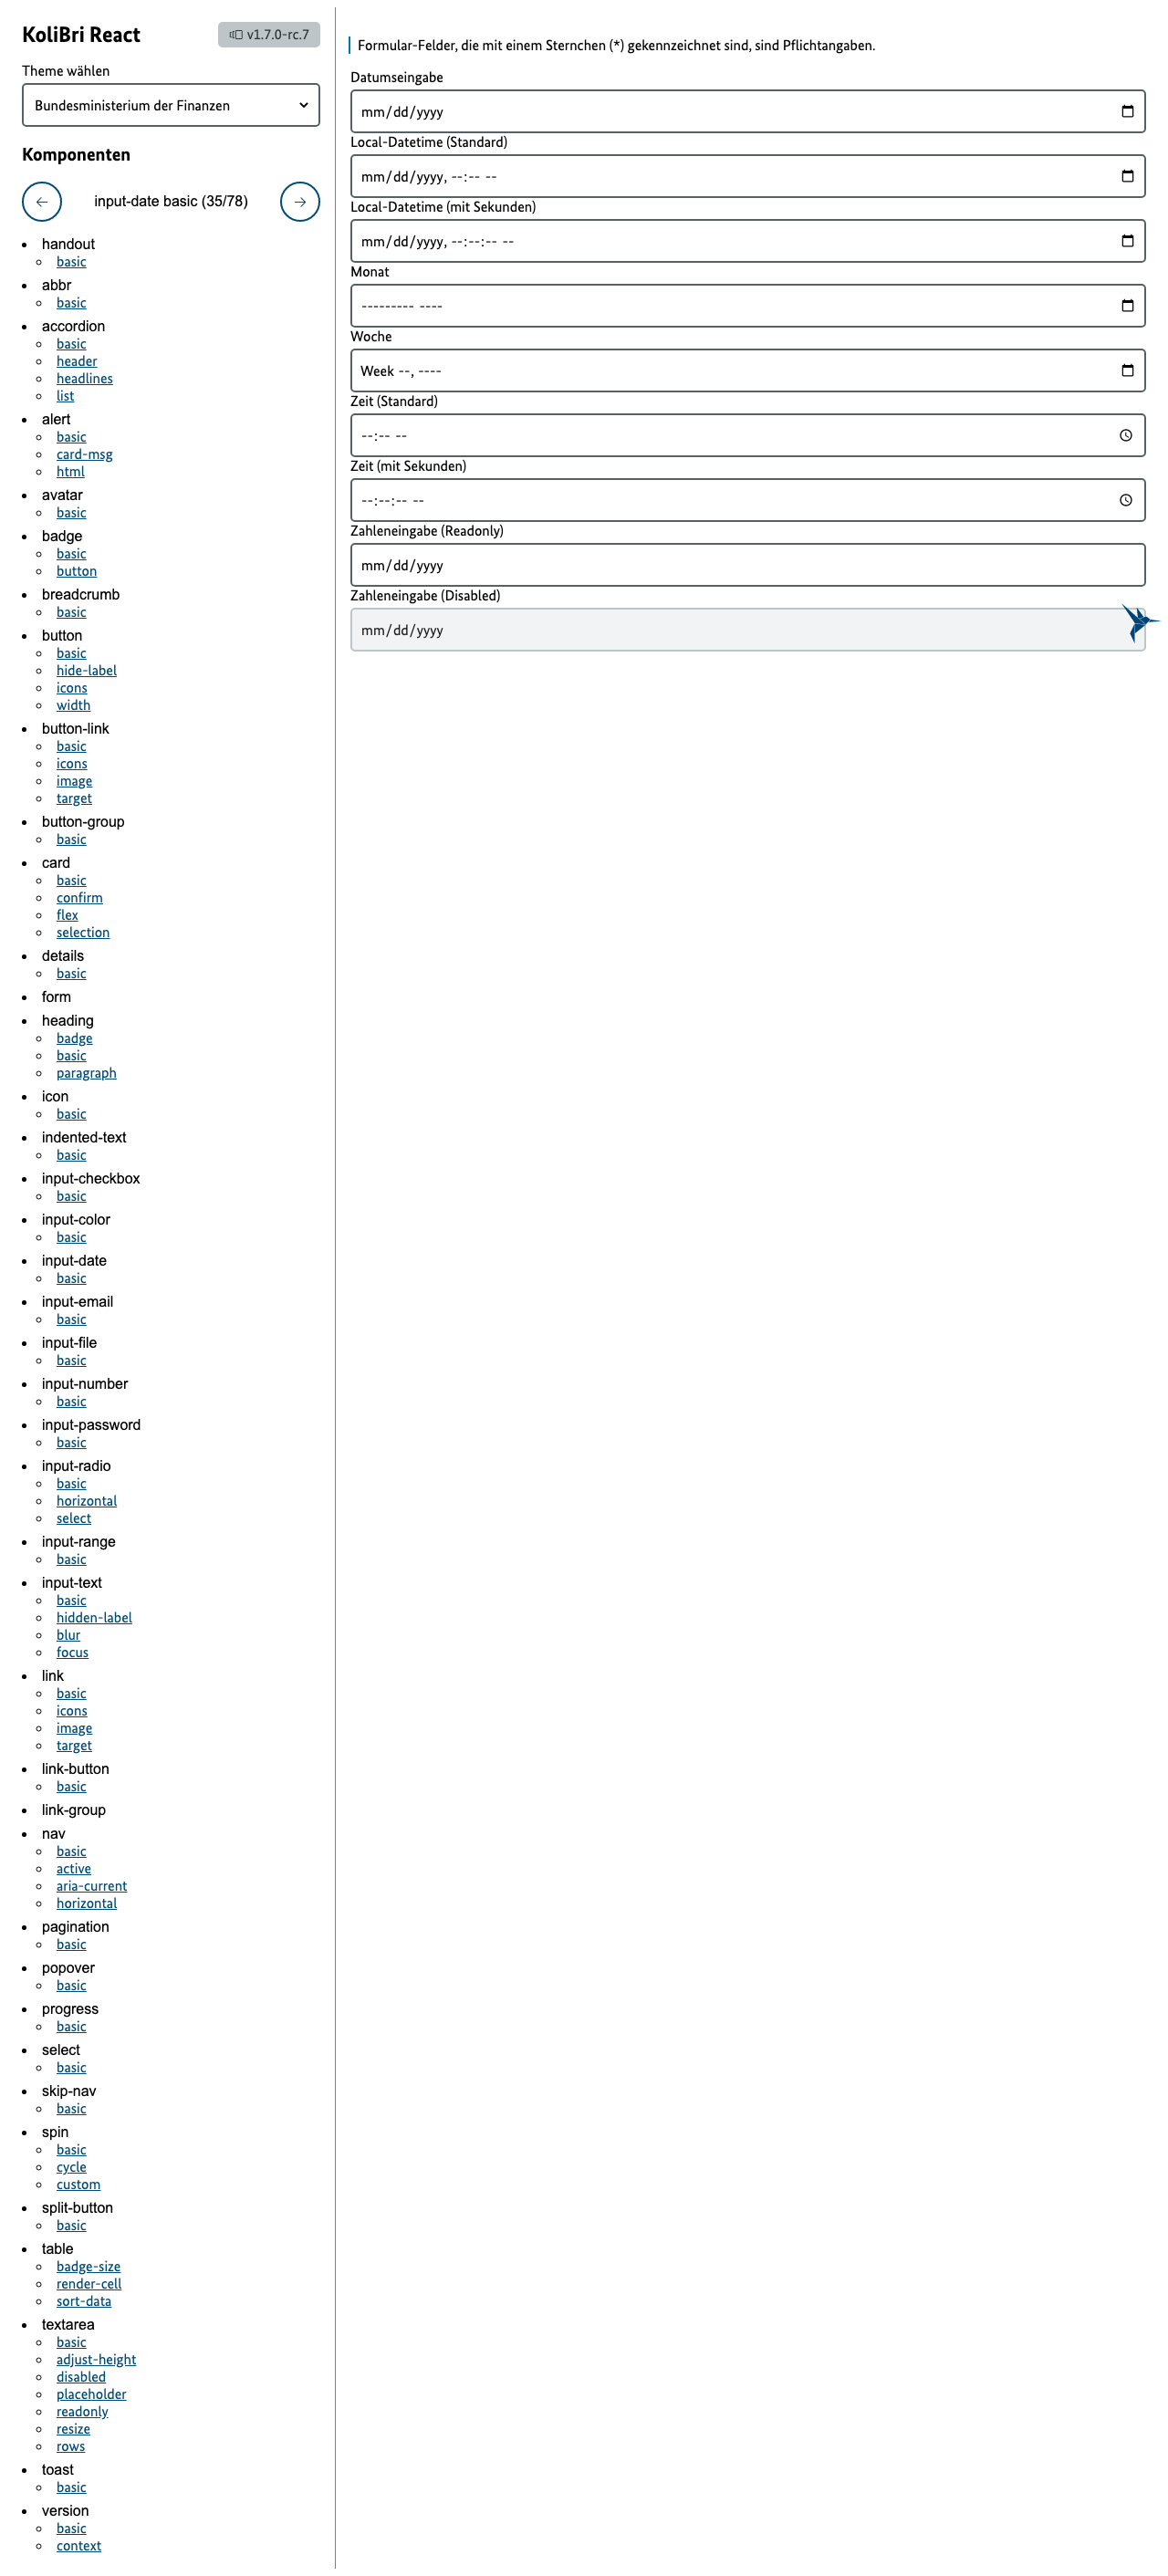 KoliBri React
v1.7.0-rc.7
Theme wählen
Bundesministerium der Finanzen
Komponenten
input-date basic (35/78)
handout
basic
abbr
basic
accordion
basic
header
headlines
list
alert
basic
card-msg
html
avatar
basic
badge
basic
button
breadcrumb
basic
button
basic
hide-label
icons
width
button-link
basic
icons
image
target
button-group
basic
card
basic
confirm
flex
selection
details
basic
form
heading
badge
basic
paragraph
icon
basic
indented-text
basic
input-checkbox
basic
input-color
basic
input-date
basic
input-email
basic
input-file
basic
input-number
basic
input-password
basic
input-radio
basic
horizontal
select
input-range
basic
input-text
basic
hidden-label
blur
focus
link
basic
icons
image
target
link-button
basic
link-group
nav
basic
active
aria-current
horizontal
pagination
basic
popover
basic
progress
basic
select
basic
skip-nav
basic
spin
basic
cycle
custom
split-button
basic
table
badge-size
render-cell
sort-data
textarea
basic
adjust-height
disabled
placeholder
readonly
resize
rows
toast
basic
version
basic
context
Formular-Felder, die mit einem Sternchen (*) gekennzeichnet sind, sind Pflichtangaben.
Datumseingabe
mm/dd/yyyy
Local-Datetime (Standard)
mm/dd/yyyy, --:-- --
Local-Datetime (mit Sekunden)
mm/dd/yyyy, --:--:-- --
Monat
--------- ----
Woche
Week --, ----
Zeit (Standard)
--:-- --
Zeit (mit Sekunden)
--:--:-- --
Zahleneingabe (Readonly)
mm/dd/yyyy
Zahleneingabe (Disabled)
mm/dd/yyyy